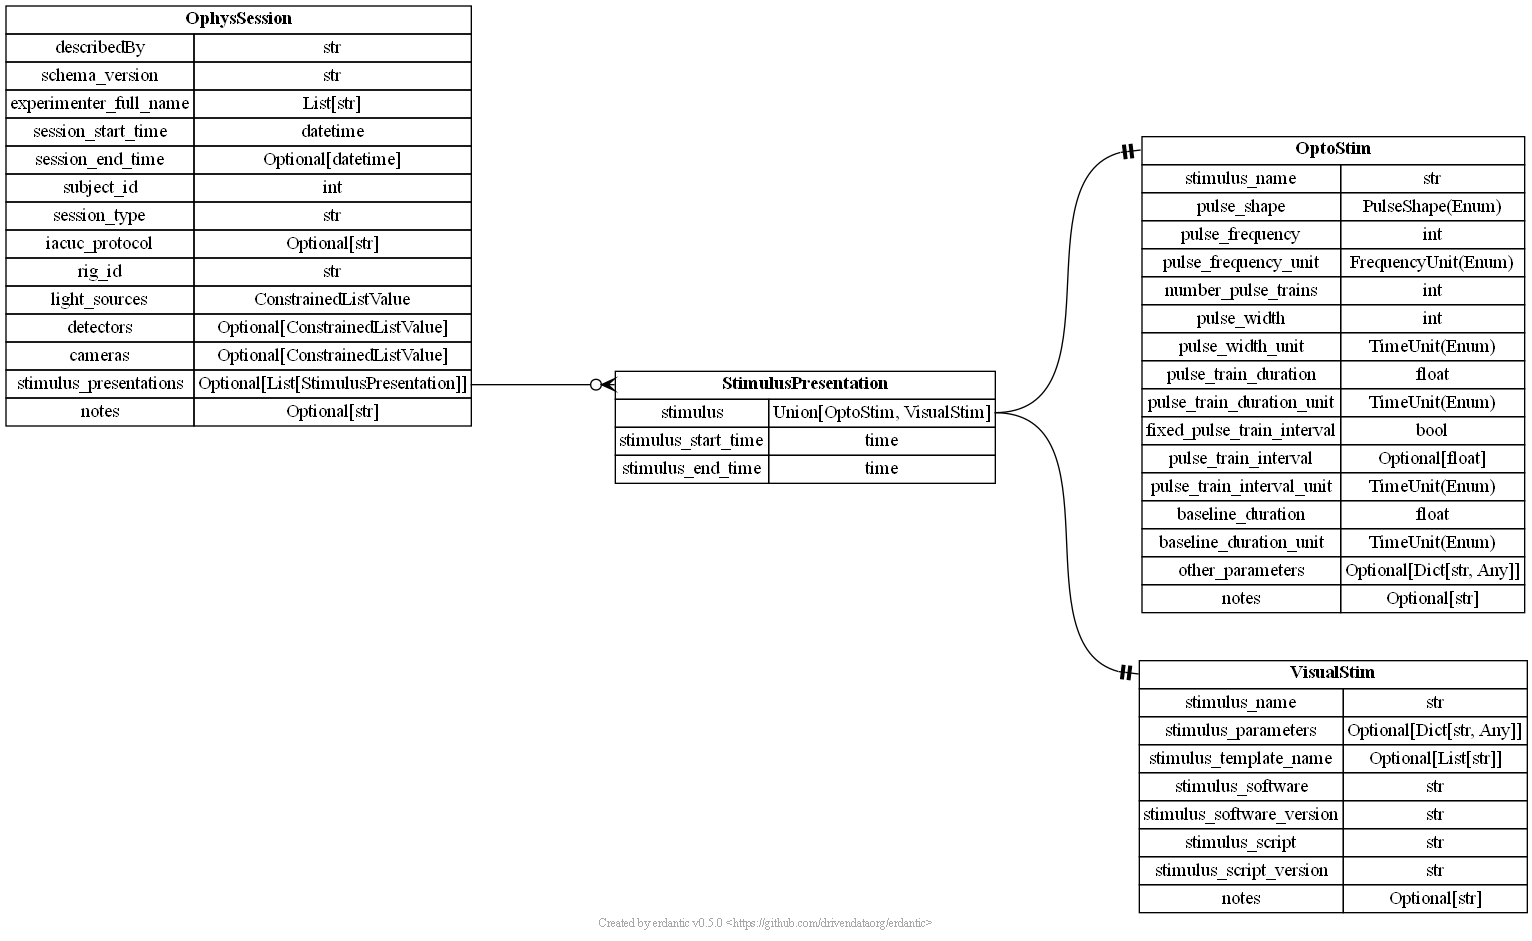 OphysSession
describedBy str
schema_version str
experimenter_full_name List[str]
session_start_time datetime
session_end_time Optional[datetime]
subject_id int
session_type str
iacuc_protocol Optional[str]
rig_id str
light_sources ConstrainedListValue
detectors Optional[ConstrainedListValue]
cameras Optional[ConstrainedListValue]
stimulus_presentations Optional[List[StimulusPresentation]]
notes Optional[str]
StimulusPresentation
stimulus Union[OptoStim, VisualStim]
stimulus_start_time time
stimulus_end_time time
OptoStim
stimulus_name str
pulse_shape PulseShape(Enum)
pulse_frequency int
pulse_frequency_unit FrequencyUnit(Enum)
number_pulse_trains int
pulse_width int
pulse_width_unit TimeUnit(Enum)
pulse_train_duration float
pulse_train_duration_unit TimeUnit(Enum)
fixed_pulse_train_interval bool
pulse_train_interval Optional[float]
pulse_train_interval_unit TimeUnit(Enum)
baseline_duration float
baseline_duration_unit TimeUnit(Enum)
other_parameters Optional[Dict[str, Any]]
notes Optional[str]
VisualStim
stimulus_name str
stimulus_parameters Optional[Dict[str, Any]]
stimulus_template_name Optional[List[str]]
stimulus_software str
stimulus_software_version str
stimulus_script str
stimulus_script_version str
notes Optional[str]
Created by erdantic v0.5.0 <https://github.com/drivendataorg/erdantic>